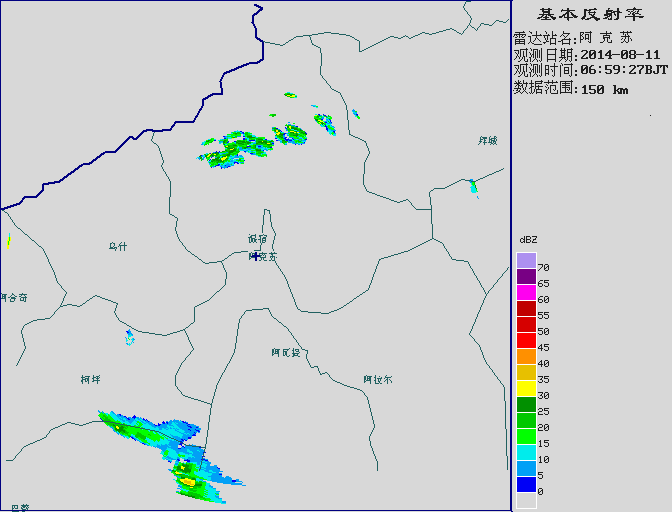 基本反射率
雷达站名:阿 克 苏
观测日期:2014-08-11
观测时间:06:59:27BJT
数据范围:150 km
拜城
dBZ
乌什
温宿
阿克苏
70
65
60
55
50
45
40
35
30
25
20
15
10
5
0
阿合奇
阿瓦提
柯坪
阿拉尔
巴楚